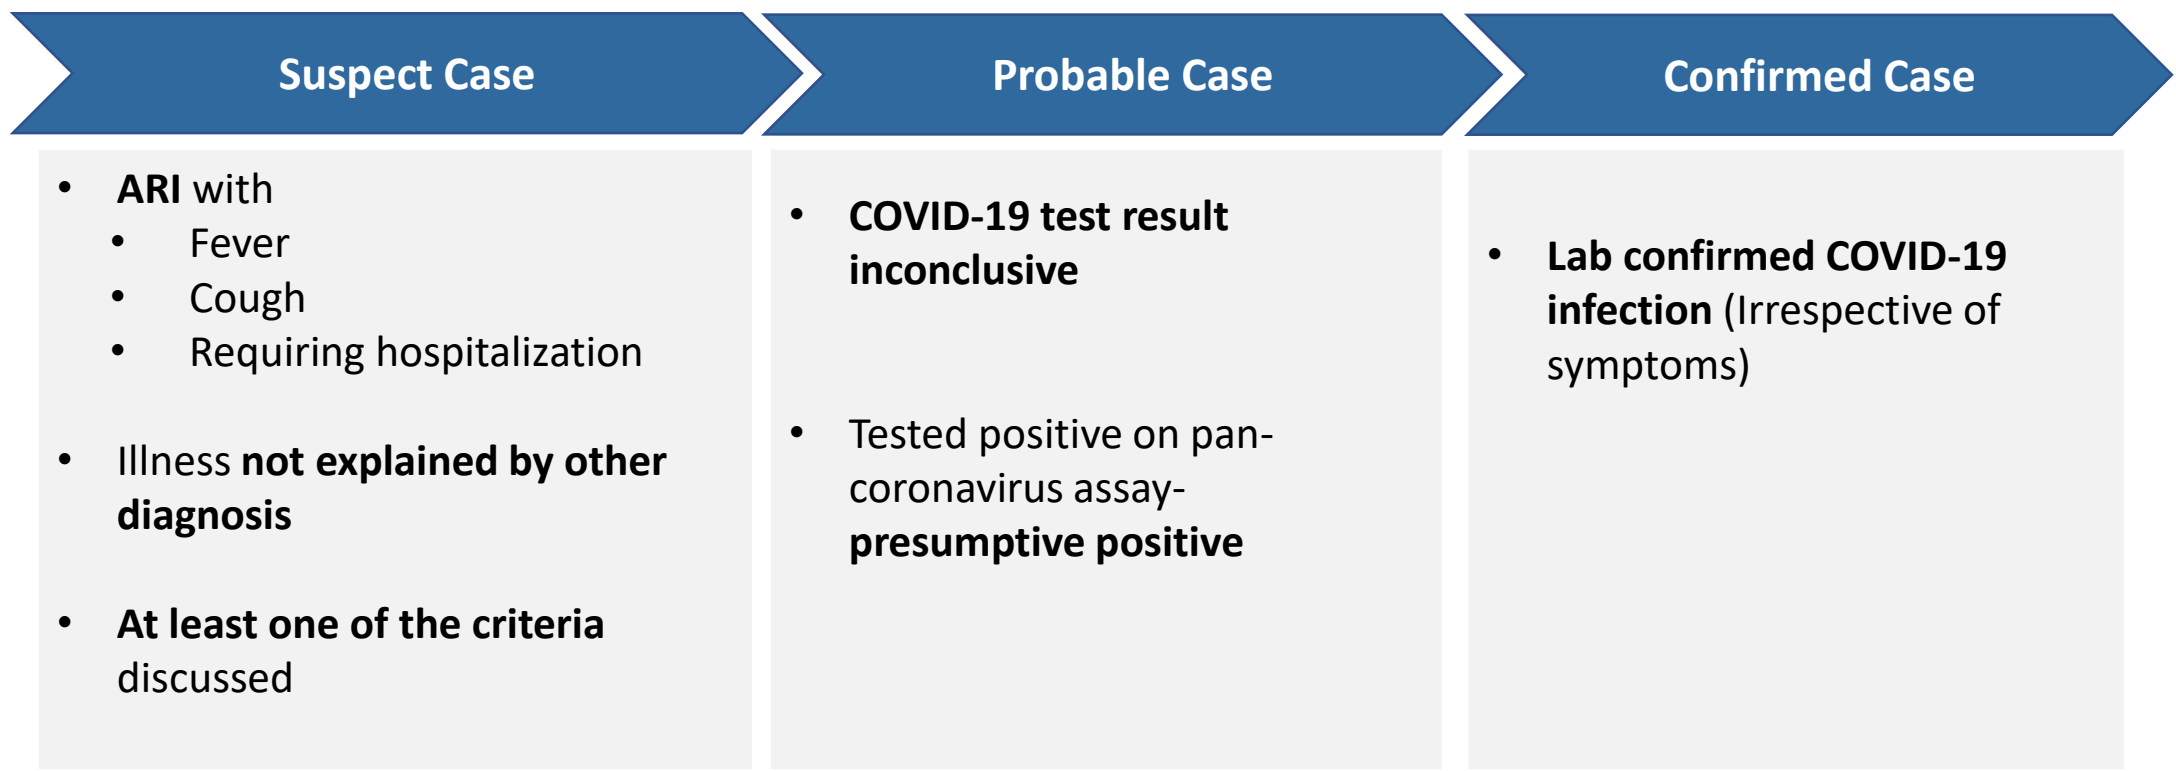 Suspect Case
Probable Case
Confirmed Case
• ARI with
• Fever
• Cough
• Requiring hospitalization
• Illness not explained by other
diagnosis
• At least one of the criteria
discussed
• COVID-19 test result
inconclusive
• Tested positive on pan-
coronavirus assay-
presumptive positive
• Lab confirmed COVID-19
infection (Irrespective of
symptoms)